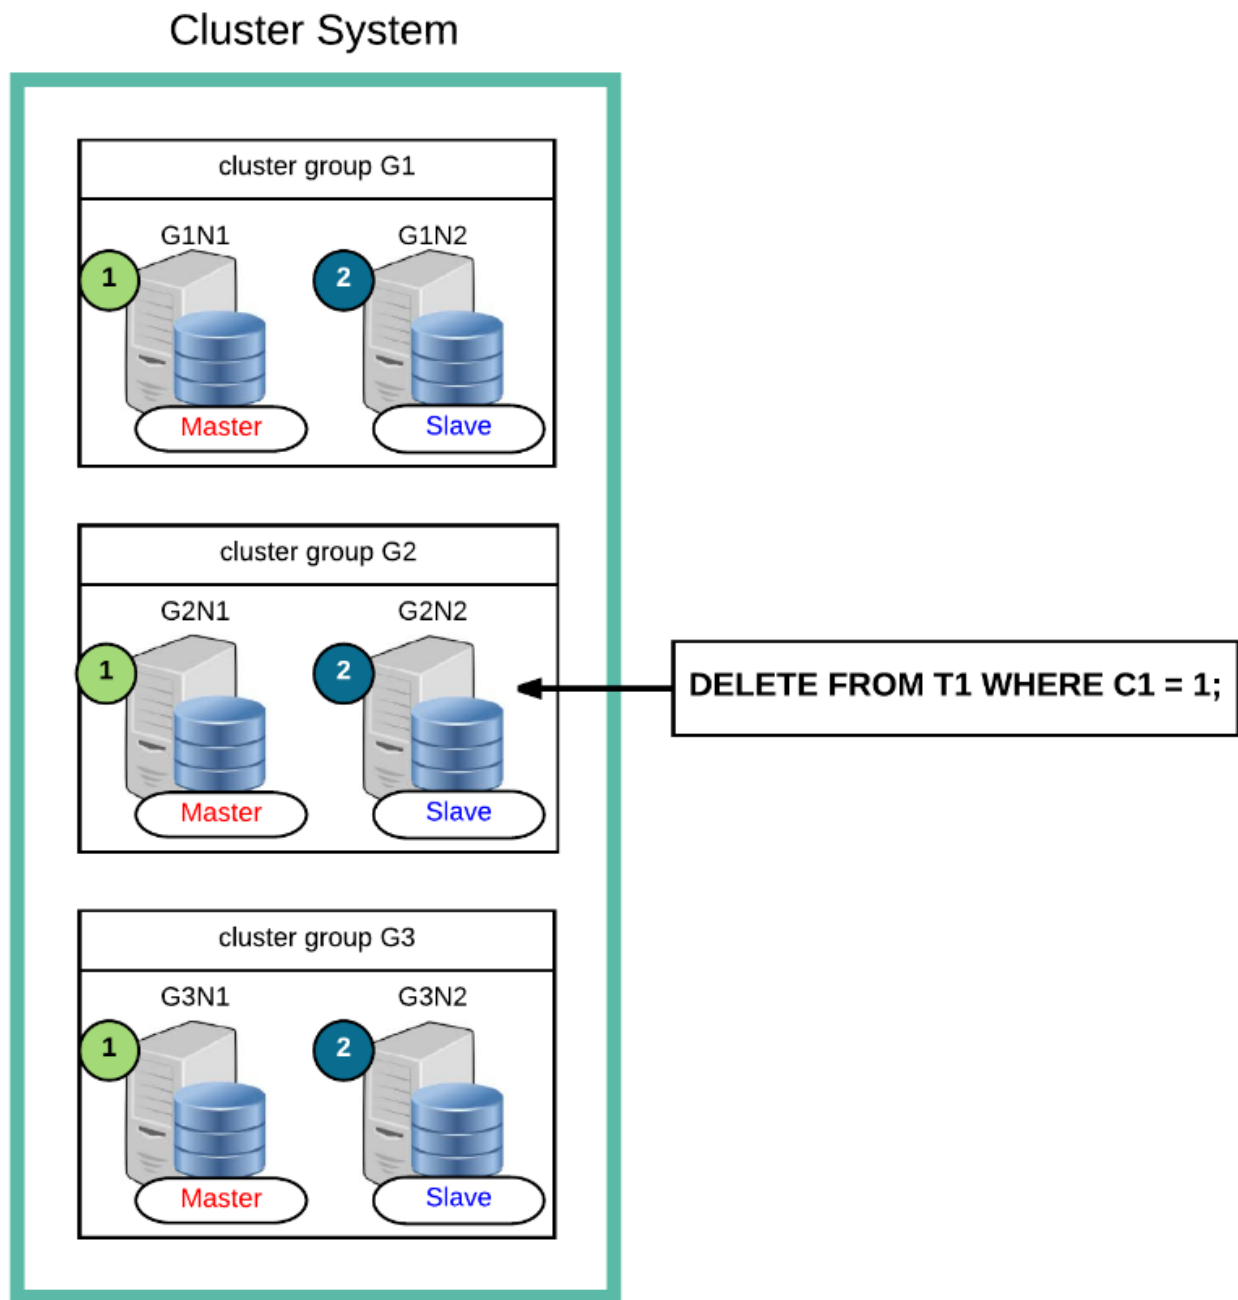 Cluster System
cluster group G1
G1N1
G1N2
1
2
Master
Slave
cluster group G2
G2N1
G2N2
1
2
DELETE FROM T1 WHERE C1 = 1;
Master
Slave
cluster group G3
G3N1
G3N2
1
2
Master
Slave